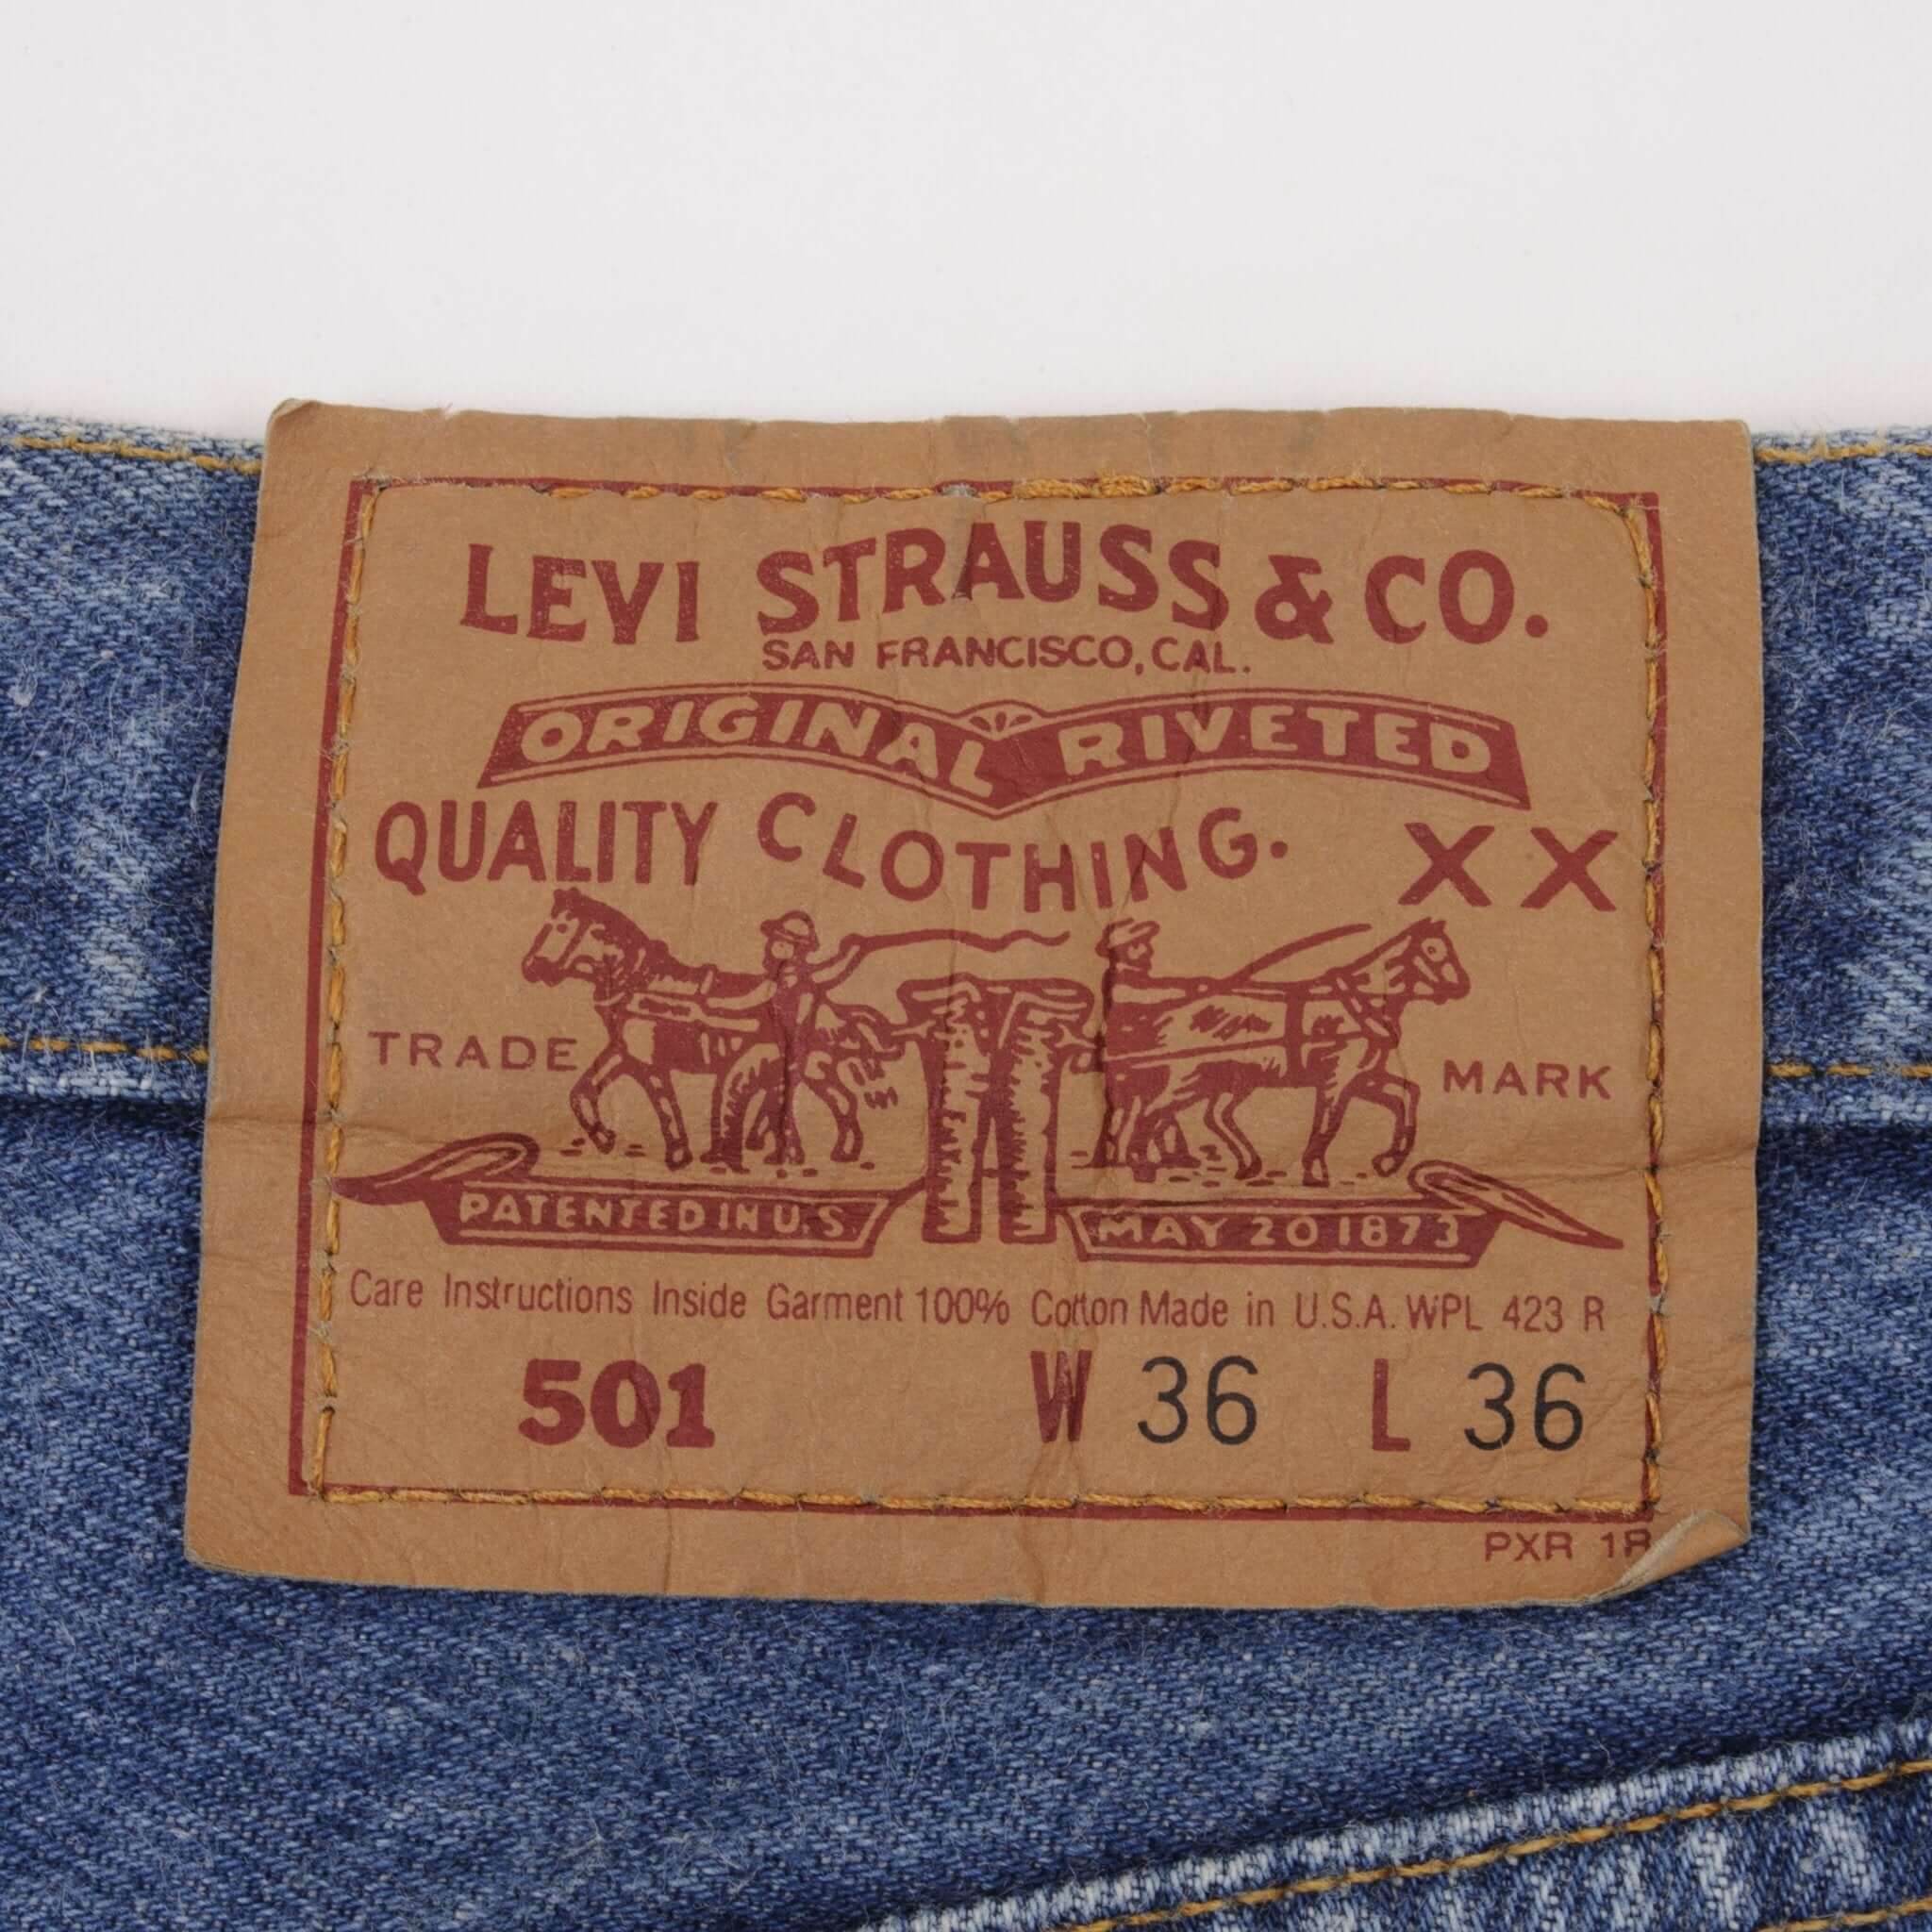 LEVI STRAUSS & CO.
SAN FRANCISCO, CAL.
ORIGINAL RIVETED
QUALITY CLOTHING. XX
TRADE MARK
PATENTED IN U.S. MAY 20 1873
Care Instructions Inside Garment 100% Cotton Made in U.S.A. WPL 423 R
501 W 36 L 36
PXR 1R